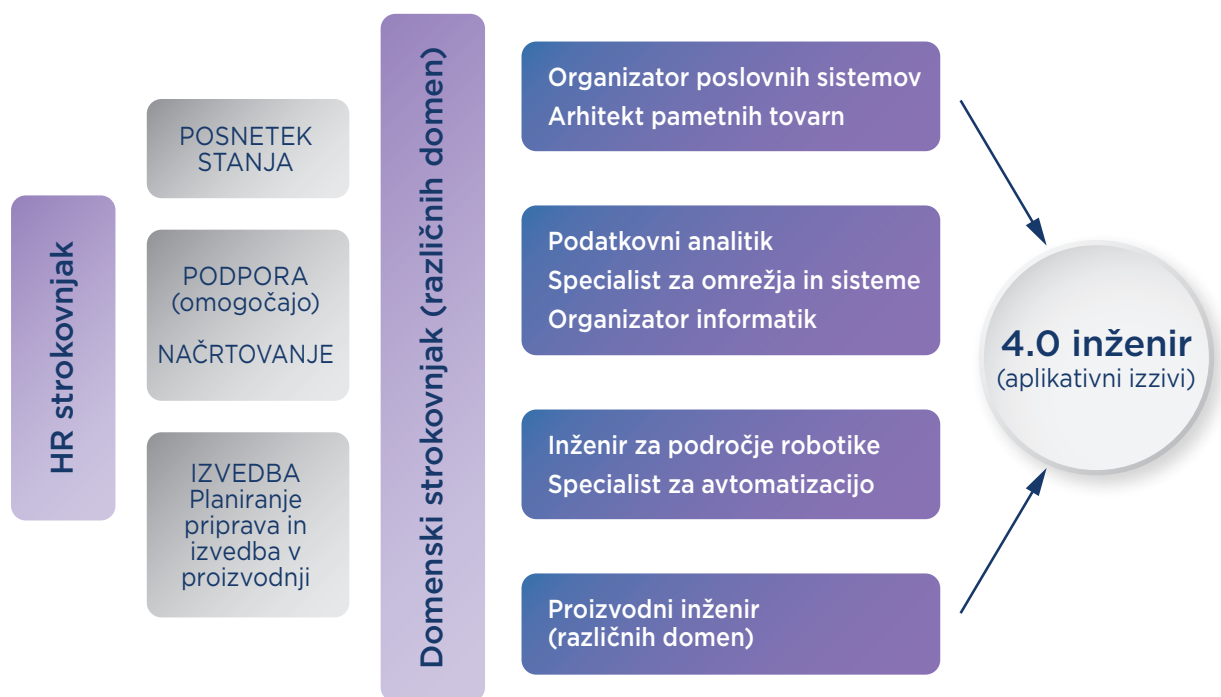 HR strokovnjak
POSNETEK
STANJA
PODPORA
(omogočajo)
NAČRTOVANJE
IZVEDBA
Planiranje
priprava in
izvedba v
proizvodnji
Domenski strokovnjak (različnih domen)
Organizator poslovnih sistemov
Arhitekt pametnih tovarn
Podatkovni analitik
Specialist za omrežja in sisteme
Organizator informatik
Inženir za področje robotike
Specialist za avtomatizacijo
Proizvodni inženir
(različnih domen)
4.0 inženir
(aplikativni izzivi)